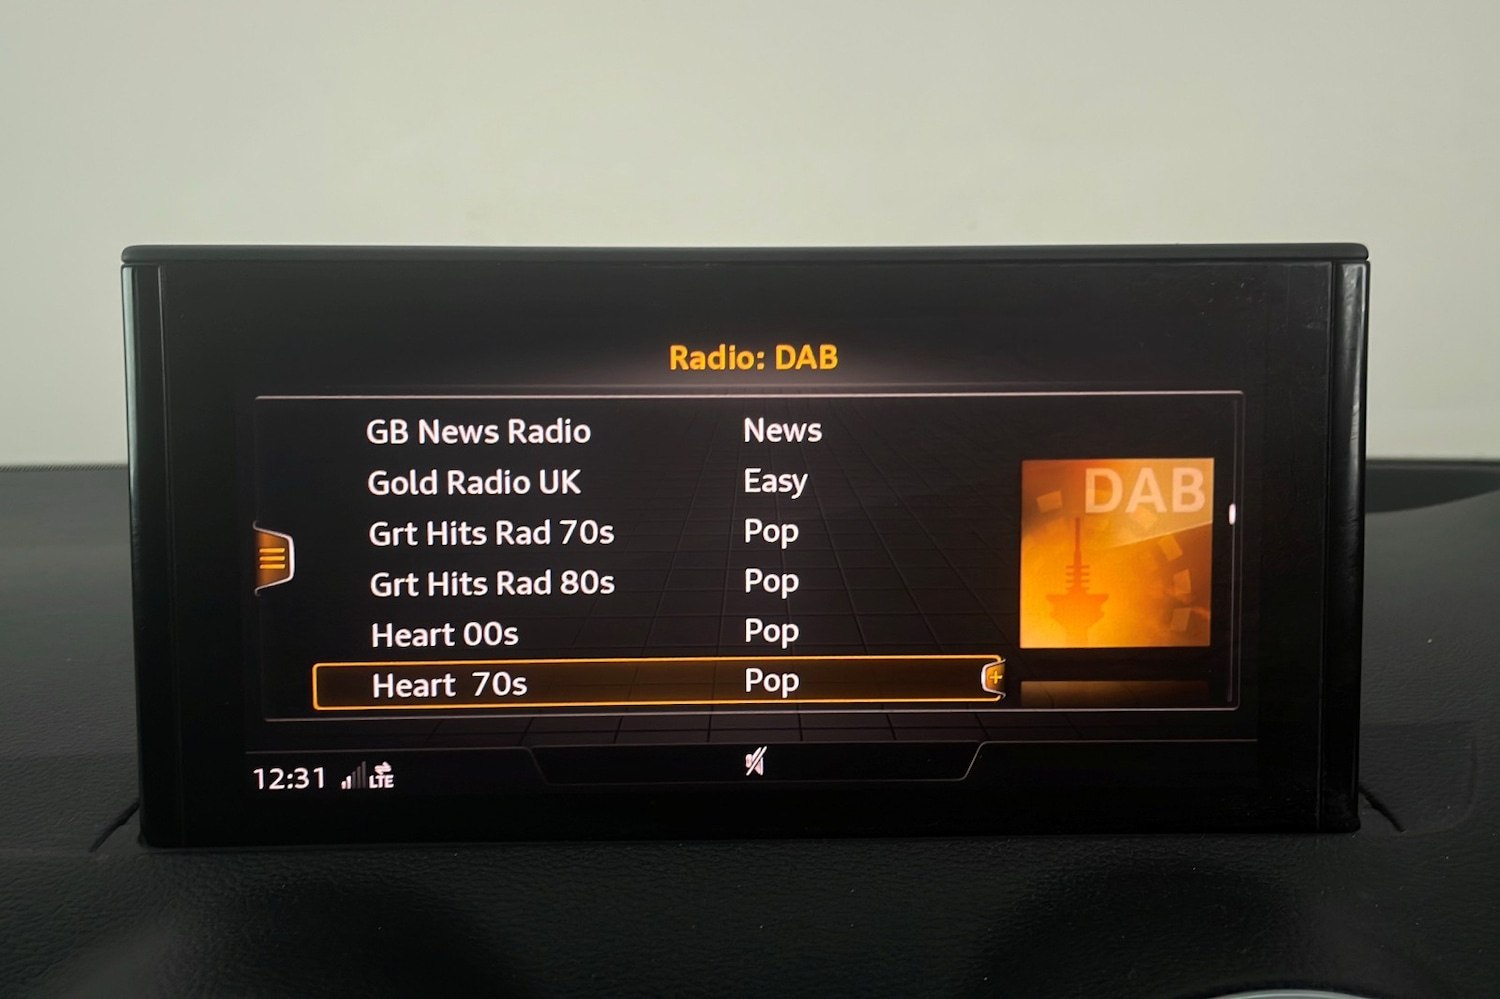 Radio: DAB
GB News Radio News
Gold Radio UK Easy
Grt Hits Rad 70s Pop
Grt Hits Rad 80s Pop
Heart 00s Pop
Heart  70s Pop
DAB
12:31 LTE